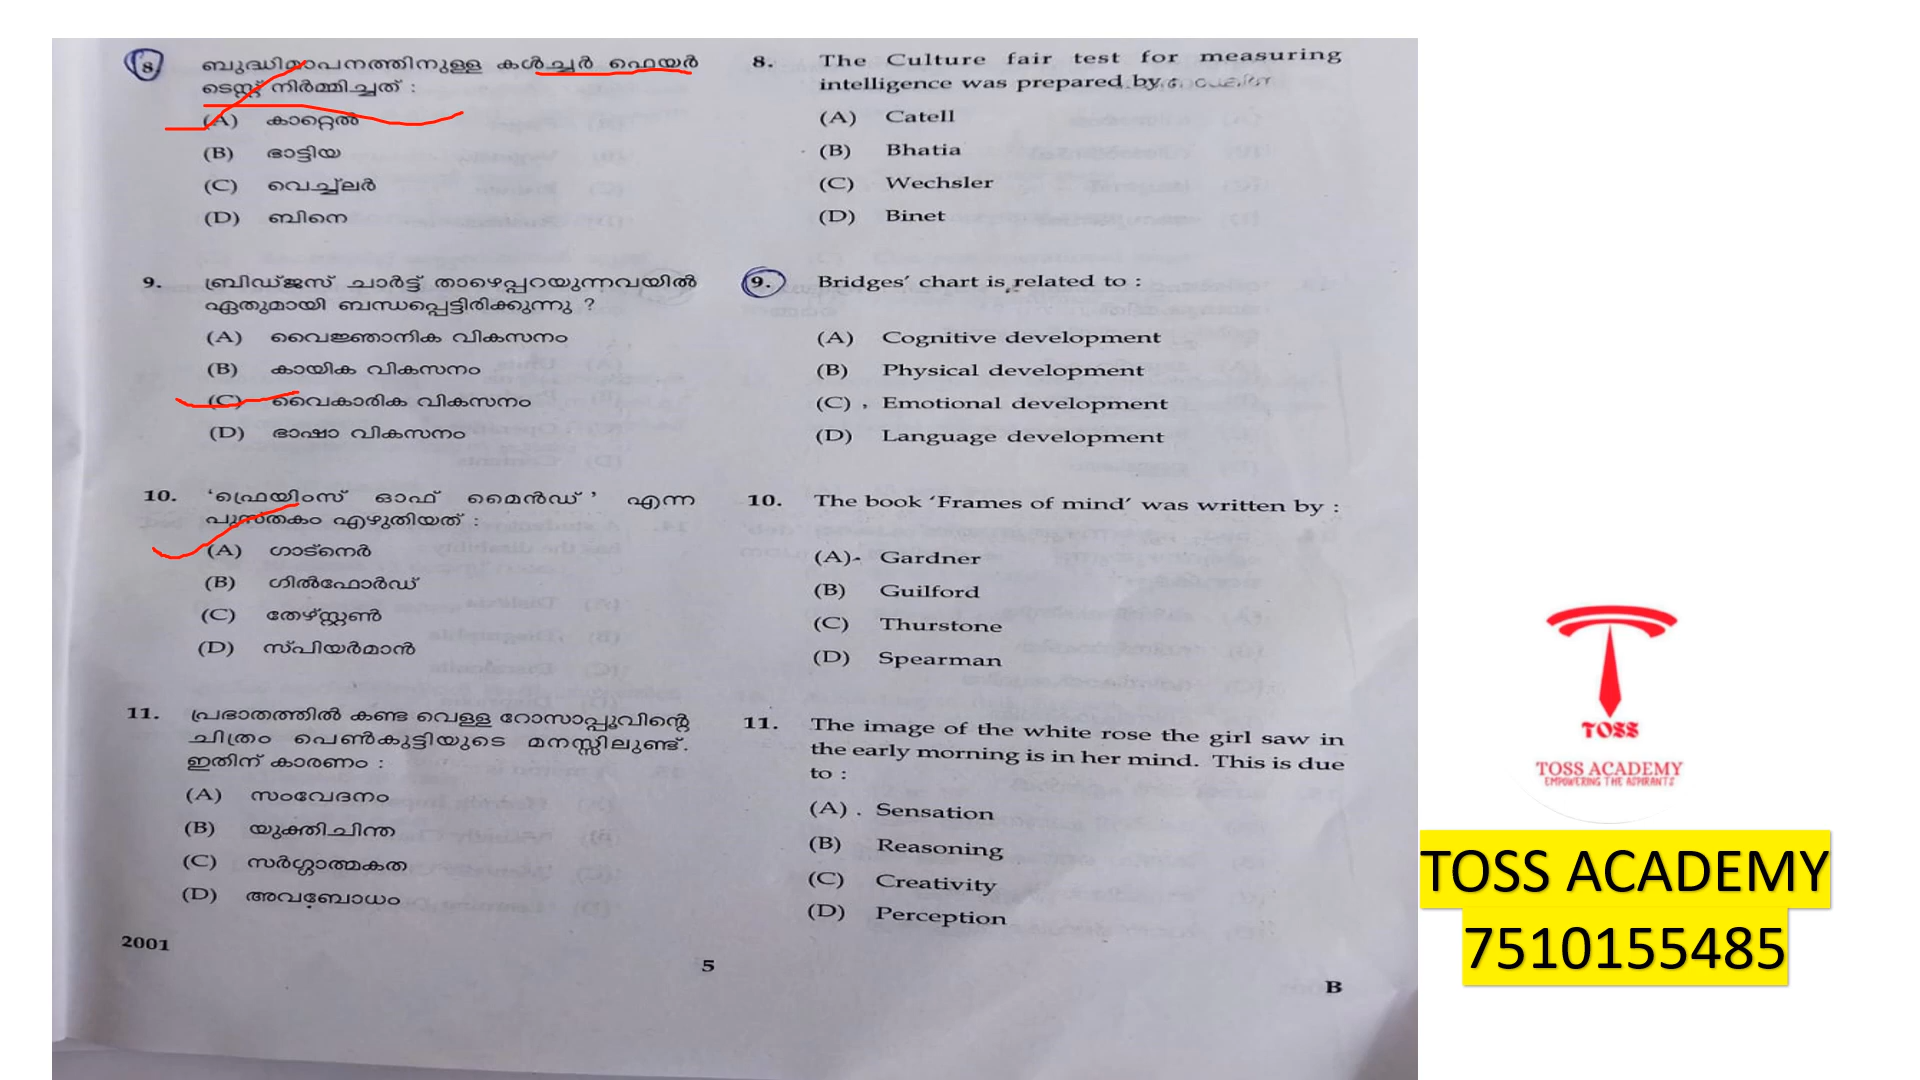 8. ബുദ്ധിമാപനത്തിനുള്ള കൾച്ചർ ഫെയർ
ടെസ്റ്റ് നിർമ്മിച്ചത് :
(A) കാറ്റെൽ
(B) ഭാട്ടിയ
(C) വെച്ച്ലർ
(D) ബിനെ
9. ബ്രിഡ്ജസ് ചാർട്ട് താഴെപ്പറയുന്നവയിൽ
ഏതുമായി ബന്ധപ്പെട്ടിരിക്കുന്നു ?
(A) വൈജ്ഞാനിക വികസനം
(B) കായിക വികസനം
(C) വൈകാരിക വികസനം
(D) ഭാഷാ വികസനം
10. ‘ഫ്രെയിംസ് ഓഫ് മൈൻഡ് ’ എന്ന
പുസ്തകം എഴുതിയത് :
(A) ഗാട്നെർ
(B) ഗിൽഫോർഡ്
(C) തേഴ്സ്റ്റൺ
(D) സ്പിയർമാൻ
11. പ്രഭാതത്തിൽ കണ്ട വെള്ള റോസാപ്പൂവിന്റെ
ചിത്രം പെൺകുട്ടിയുടെ മനസ്സിലുണ്ട്.
ഇതിന് കാരണം :
(A) സംവേദനം
(B) യുക്തിചിന്ത
(C) സർഗ്ഗാത്മകത
(D) അവബോധം
8. The Culture fair test for measuring
intelligence was prepared by
(A) Catell
(B) Bhatia
(C) Wechsler
(D) Binet
9. Bridges’ chart is related to :
(A) Cognitive development
(B) Physical development
(C) Emotional development
(D) Language development
10. The book ‘Frames of mind’ was written by :
(A) Gardner
(B) Guilford
(C) Thurstone
(D) Spearman
11. The image of the white rose the girl saw in
the early morning is in her mind. This is due
to :
(A) Sensation
(B) Reasoning
(C) Creativity
(D) Perception
2001
5
B
TOSS
TOSS ACADEMY
EMPOWERING THE ASPIRANTS
TOSS ACADEMY
7510155485